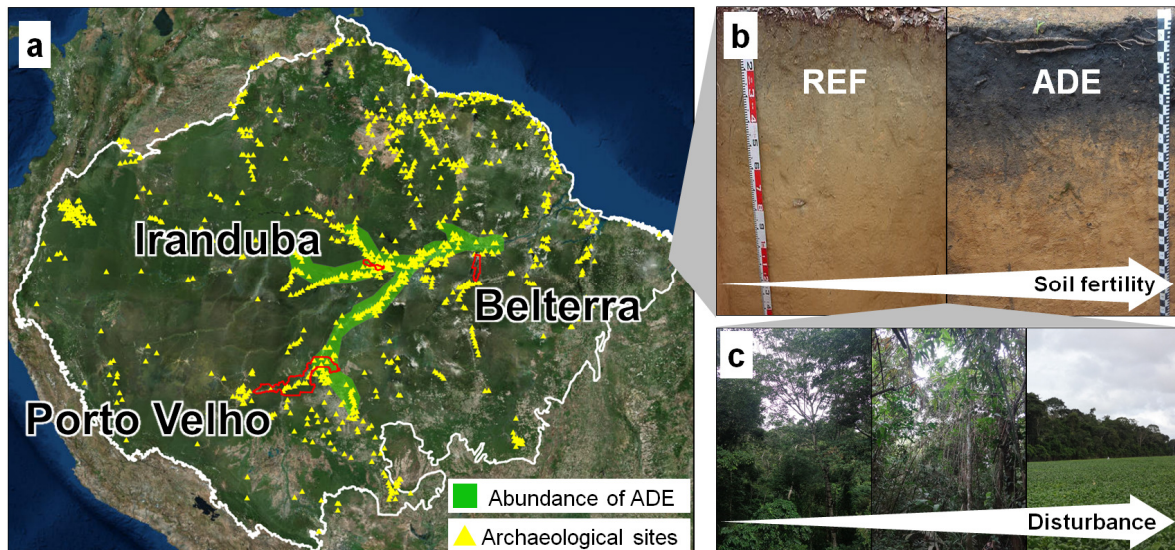 a
Iranduba
Belterra
Porto Velho
Abundance of ADE
Archaeological sites
b
REF
ADE
Soil fertility
c
Disturbance